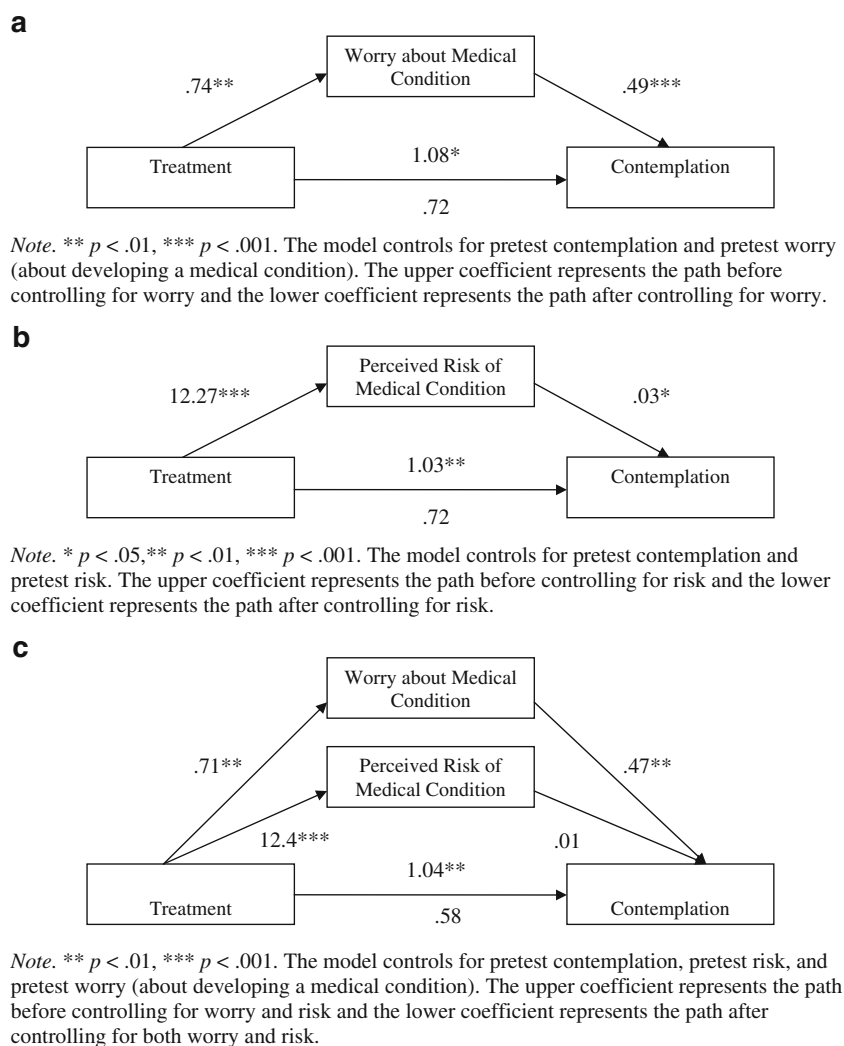 a
Worry about Medical
Condition
.74**
.49***
Treatment
1.08*
Contemplation
.72
Note. ** p < .01, *** p < .001. The model controls for pretest contemplation and pretest worry
(about developing a medical condition). The upper coefficient represents the path before
controlling for worry and the lower coefficient represents the path after controlling for worry.
b
Perceived Risk of
Medical Condition
12.27***
.03*
Treatment
1.03**
Contemplation
.72
Note. * p < .05,** p < .01, *** p < .001. The model controls for pretest contemplation and
pretest risk. The upper coefficient represents the path before controlling for risk and the lower
coefficient represents the path after controlling for risk.
c
Worry about Medical
Condition
.71**
.47**
Perceived Risk of
Medical Condition
12.4***
.01
1.04**
Treatment
Contemplation
.58
Note. ** p < .01, *** p < .001. The model controls for pretest contemplation, pretest risk, and
pretest worry (about developing a medical condition). The upper coefficient represents the path
before controlling for worry and risk and the lower coefficient represents the path after
controlling for both worry and risk.